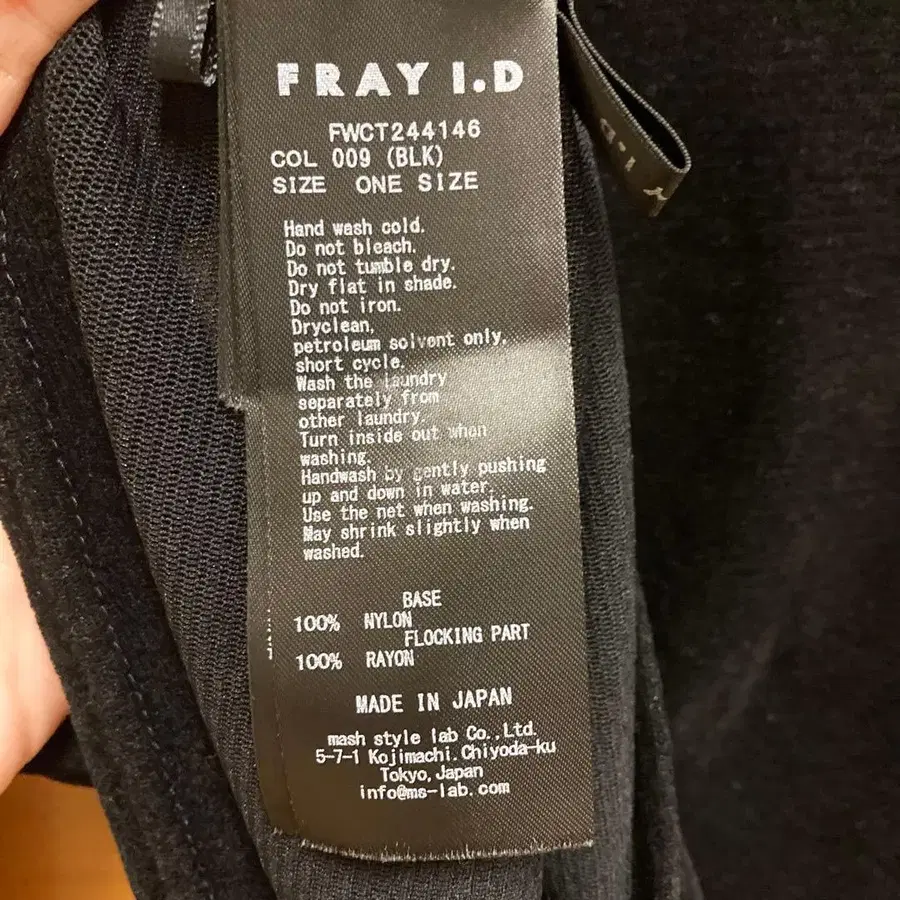 FRAY I.D
FWCT244146
COL 009 (BLK)
SIZE ONE SIZE
Hand wash cold.
Do not bleach.
Do not tumble dry.
Dry flat in shade.
Do not iron.
Dryclean,
petroleum solvent only,
short cycle.
Wash the laundry
separately from
other laundry.
Turn inside out when
washing.
Handwash by gently pushing
up and down in water.
Use the net when washing.
May shrink slightly when
washed.
BASE
100% NYLON
FLOCKING PART
100% RAYON
MADE IN JAPAN
mash style lab Co.,Ltd.
5-7-1 Kojimachi.Chiyoda-ku
Tokyo,Japan
info@ms-lab.com